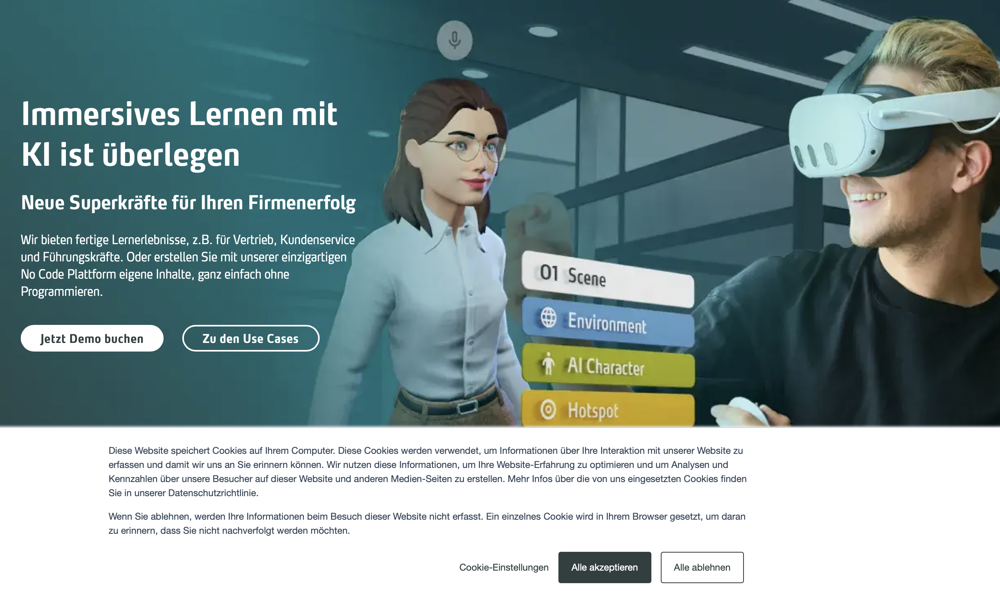 Immersives Lernen mit
KI ist überlegen
Neue Superkräfte für Ihren Firmenerfolg
Wir bieten fertige Lernerlebnisse, z.B. für Vertrieb, Kundenservice
und Führungskräfte. Oder erstellen Sie mit unserer einzigartigen
No Code Plattform eigene Inhalte, ganz einfach ohne
Programmieren.
Jetzt Demo buchen
Zu den Use Cases
01 Scene
Environment
AI Character
Hotspot
Diese Website speichert Cookies auf Ihrem Computer. Diese Cookies werden verwendet, um Informationen über Ihre Interaktion mit unserer Website zu
erfassen und damit wir uns an Sie erinnern können. Wir nutzen diese Informationen, um Ihre Website-Erfahrung zu optimieren und um Analysen und
Kennzahlen über unsere Besucher auf dieser Website und anderen Medien-Seiten zu erstellen. Mehr Infos über die von uns eingesetzten Cookies finden
Sie in unserer Datenschutzrichtlinie.
Wenn Sie ablehnen, werden Ihre Informationen beim Besuch dieser Website nicht erfasst. Ein einzelnes Cookie wird in Ihrem Browser gesetzt, um daran
zu erinnern, dass Sie nicht nachverfolgt werden möchten.
Cookie-Einstellungen
Alle akzeptieren
Alle ablehnen